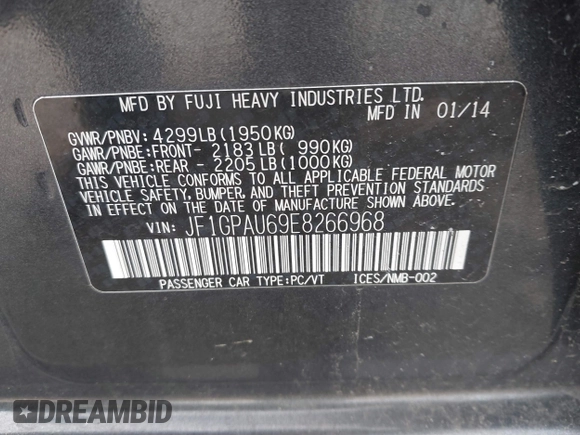 MFD BY FUJI HEAVY INDUSTRIES LTD.
MFD IN 01/14
GVWR/PNBV: 4299LB(1950KG)
GAWR/PNBE:FRONT- 2183LB( 990KG)
GAWR/PNBE:REAR - 2205LB(1000KG)
THIS VEHICLE CONFORMS TO ALL APPLICABLE FEDERAL MOTOR
VEHICLE SAFETY, BUMPER, AND THEFT PREVENTION STANDARDS
IN EFFECT ON THE DATE OF MANUFACTURE SHOWN ABOVE.
VIN: JF1GPAU69E8266968
PASSENGER CAR TYPE:PC/VT ICES/NMB-002
DREAMBID